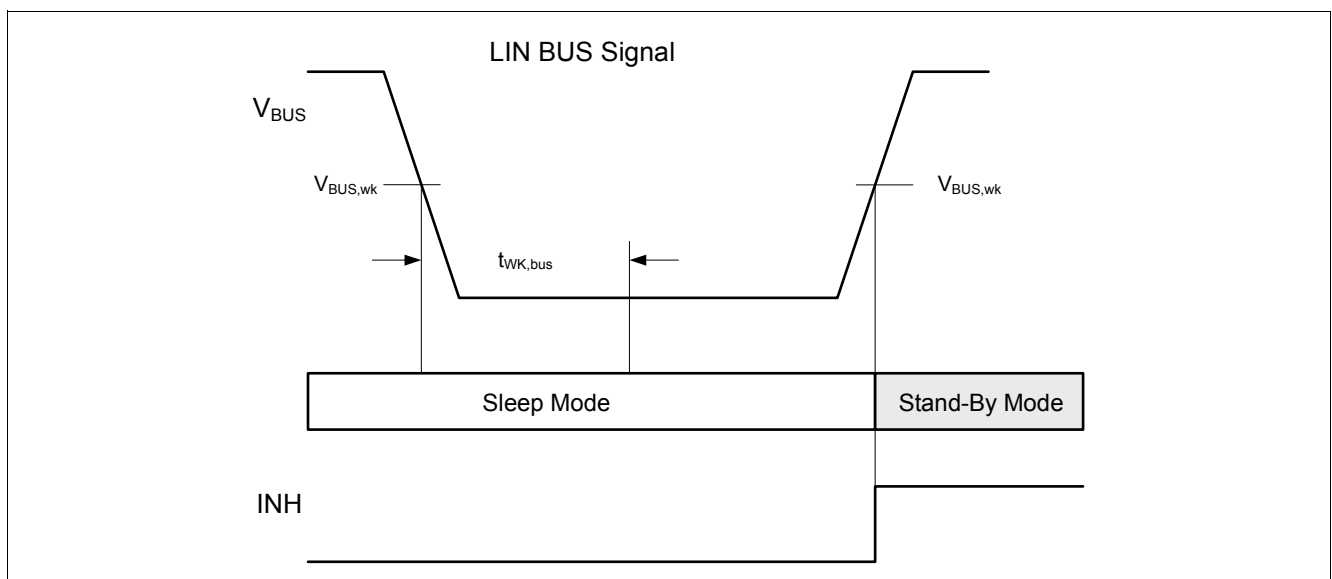 LIN BUS Signal
VBUS
VBUS,wk
VBUS,wk
tWK,bus
Sleep Mode
Stand-By Mode
INH